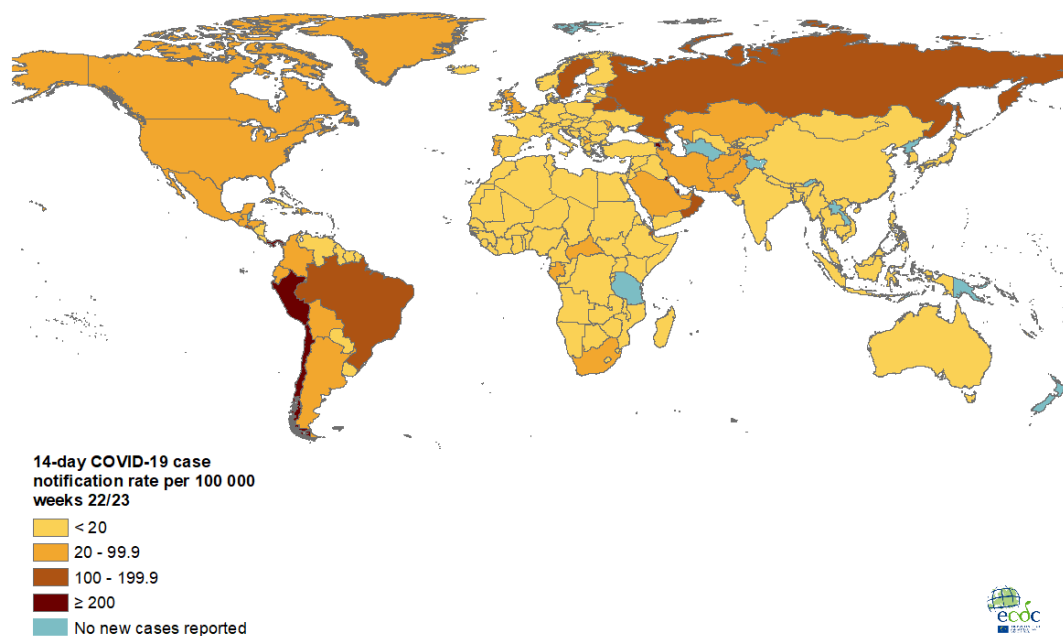 14-day COVID-19 case
notification rate per 100 000
weeks 22/23
< 20
20 - 99.9
100 - 199.9
≥ 200
No new cases reported
ecdc